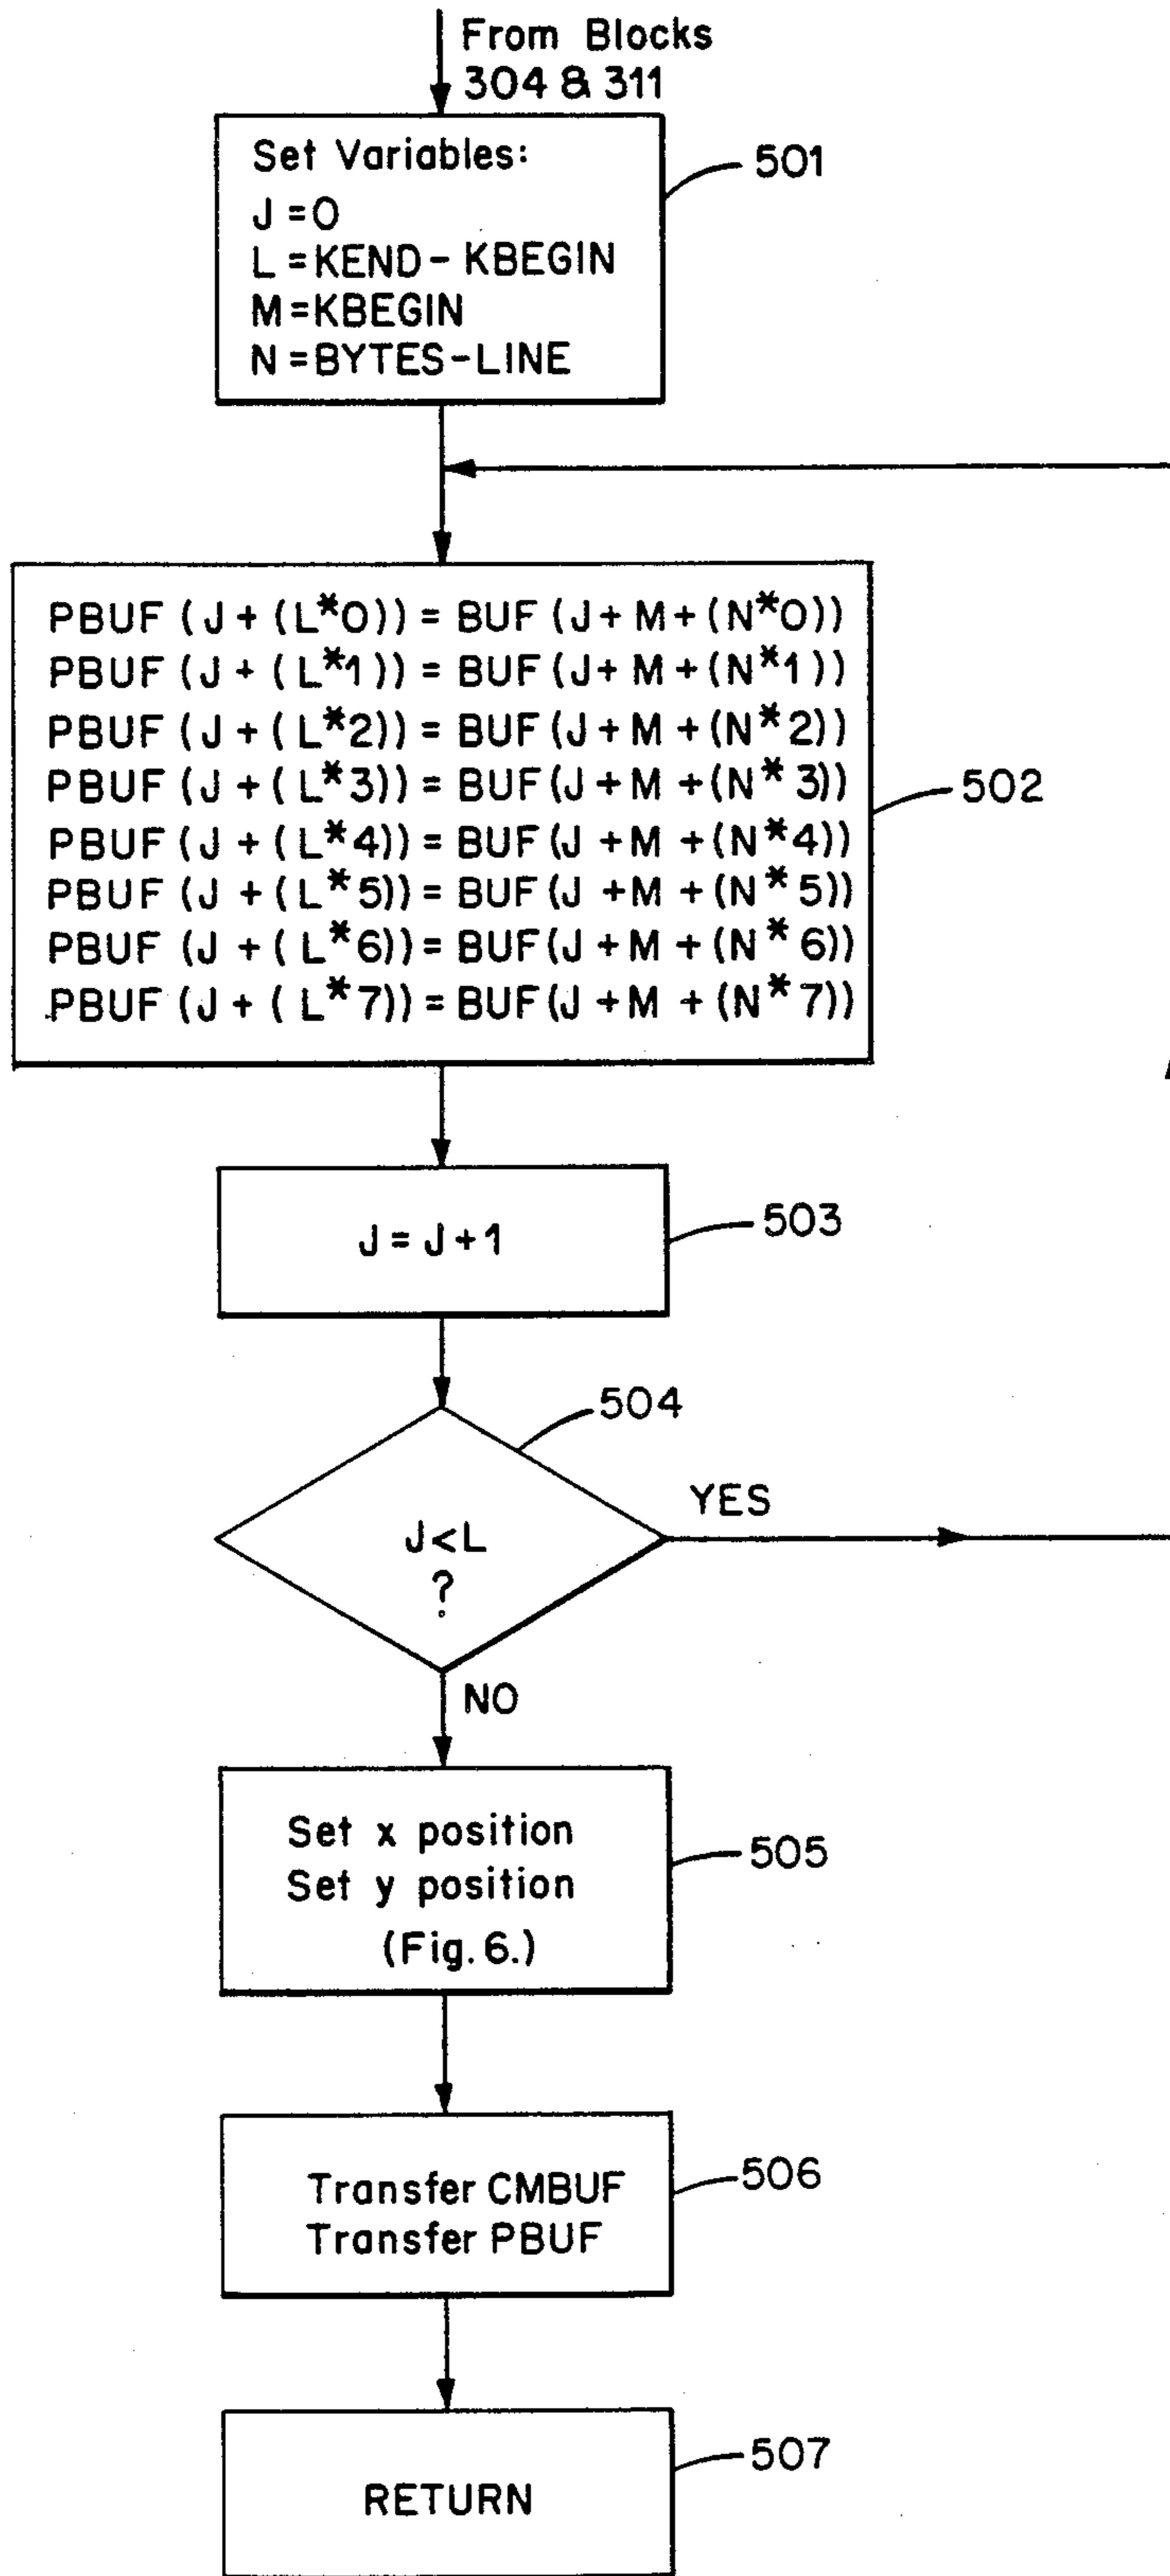 From Blocks
304 & 311
Set Variables:
J = 0
L = KEND - KBEGIN
M = KBEGIN
N = BYTES-LINE
501
PBUF (J + (L*0)) = BUF (J + M + (N*0))
PBUF (J + (L*1)) = BUF (J + M + (N*1))
PBUF (J + (L*2)) = BUF (J + M + (N*2))
PBUF (J + (L*3)) = BUF (J + M + (N*3))
PBUF (J + (L*4)) = BUF (J + M + (N*4))
PBUF (J + (L*5)) = BUF (J + M + (N*5))
PBUF (J + (L*6)) = BUF (J + M + (N*6))
PBUF (J + (L*7)) = BUF (J + M + (N*7))
502
J = J + 1
503
504
J < L
?
YES
NO
Set x position
Set y position
(Fig. 6.)
505
Transfer CMBUF
Transfer PBUF
506
RETURN
507